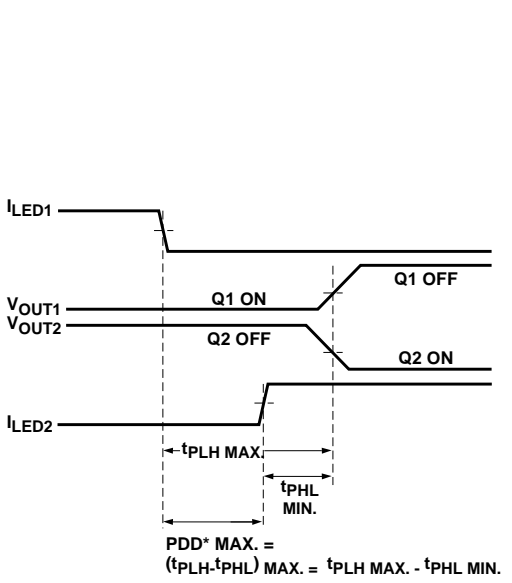 ILED1
Q1 OFF
VOUT1
Q1 ON
VOUT2
Q2 OFF
Q2 ON
ILED2
tPLH MAX.
tPHL
MIN.
PDD* MAX. =
(tPLH-tPHL) MAX. = tPLH MAX. - tPHL MIN.